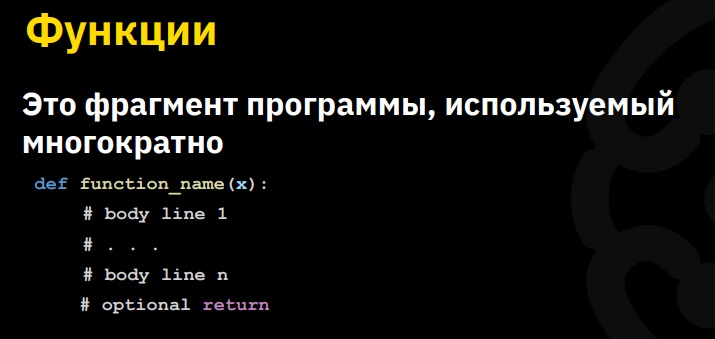 Функции
Это фрагмент программы, используемый
многократно
def function_name(x):
# body line 1
# . . .
# body line n
# optional return